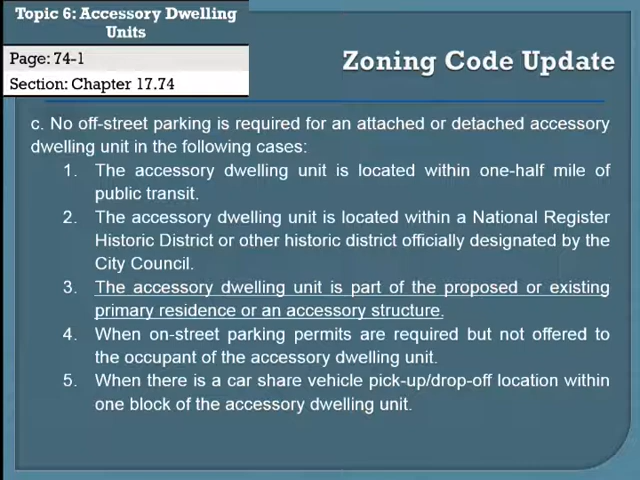 Topic 6: Accessory Dwelling
Units
Page: 74-1
Section: Chapter 17.74
Zoning Code Update
c. No off-street parking is required for an attached or detached accessory
dwelling unit in the following cases:
1. The accessory dwelling unit is located within one-half mile of
public transit.
2. The accessory dwelling unit is located within a National Register
Historic District or other historic district officially designated by the
City Council.
3. The accessory dwelling unit is part of the proposed or existing
primary residence or an accessory structure.
4. When on-street parking permits are required but not offered to
the occupant of the accessory dwelling unit.
5. When there is a car share vehicle pick-up/drop-off location within
one block of the accessory dwelling unit.